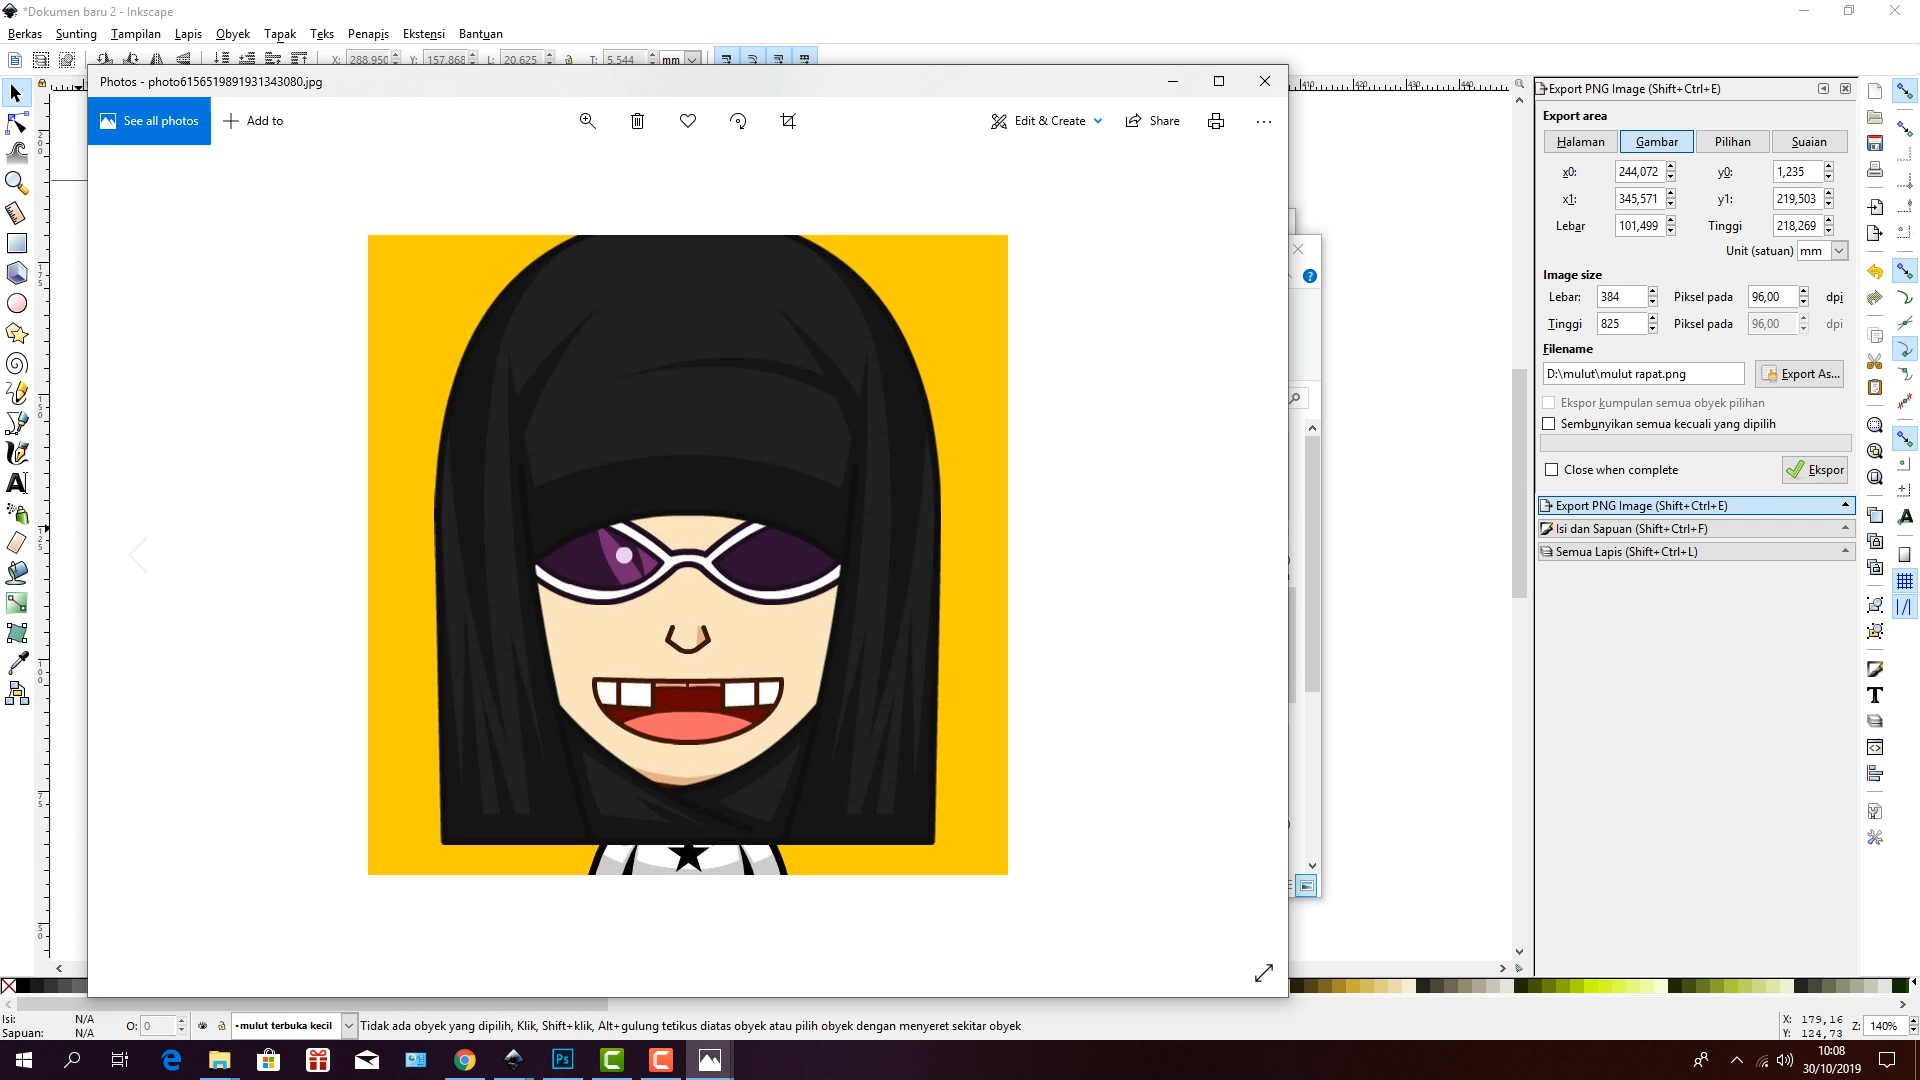 *Dokumen baru 2 - Inkscape
Berkas Sunting Tampilan Lapis Obyek Tapak Teks Penapis Ekstensi Bantuan
X: 288.950 Y: 157.868 L: 20.625 T: 5.544 mm
Photos - photo6156519891931343080.jpg
See all photos Add to Edit & Create Share
Export PNG Image (Shift+Ctrl+E)
Export area
Halaman Gambar Pilihan Suaian
x0: 244,072 y0: 1,235
x1: 345,571 y1: 219,503
Lebar 101,499 Tinggi 218,269
Unit (satuan) mm
Image size
Lebar: 384 Piksel pada 96,00 dpi
Tinggi 825 Piksel pada 96,00 dpi
Filename
D:\mulut\mulut rapat.png Export As...
Ekspor kumpulan semua obyek pilihan
Sembunyikan semua kecuali yang dipilih
Close when complete Ekspor
Export PNG Image (Shift+Ctrl+E)
Isi dan Sapuan (Shift+Ctrl+F)
Semua Lapis (Shift+Ctrl+L)
Isi: N/A
Sapuan: N/A
O: 0 •mulut terbuka kecil Tidak ada obyek yang dipilih, Klik, Shift+klik, Alt+gulung tetikus diatas obyek atau pilih obyek dengan menyeret sekitar obyek
X: 179,16
Y: 124,73
Z: 140%
Ps
10:08
30/10/2019